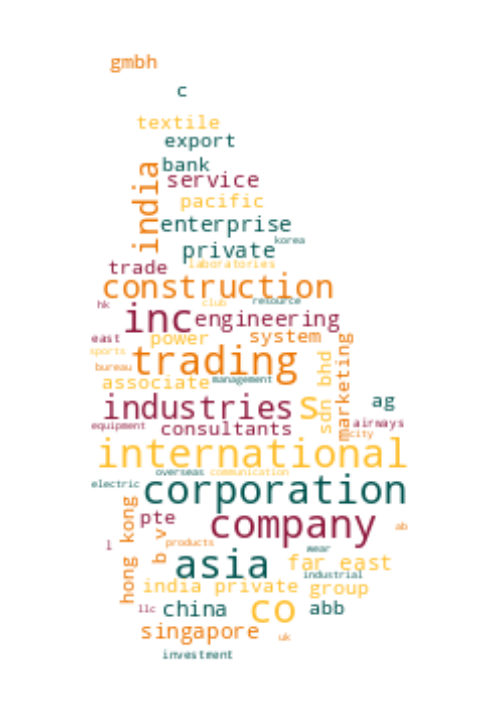 gmbh
c
textile
export
bank
india
service
pacific
enterprise
korea
private
trade
laboratories
construction
hk
club
resource
inc
engineering
east
power
system
sports
trading
marketing
bureau
associate
management
sdn bhd
industries
s
ag
equipment
consultants
airways
city
international
overseas
communication
electric
corporation
hong kong
pte
company
ab
b v
l
products
wear
asia
far east
industrial
india private
group
llc
china
co
abb
singapore
uk
investment